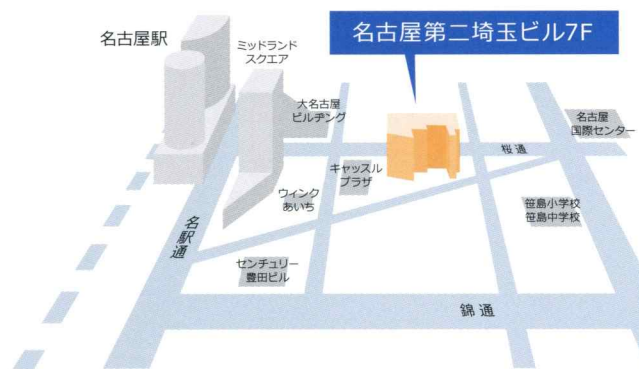 名古屋駅
ミッドランド
スクエア
名古屋第二埼玉ビル7F
大名古屋
ビルヂング
名古屋
国際センター
桜通
キャッスル
プラザ
ウィンク
あいち
笹島小学校
笹島中学校
名駅通
センチュリー
豊田ビル
錦通